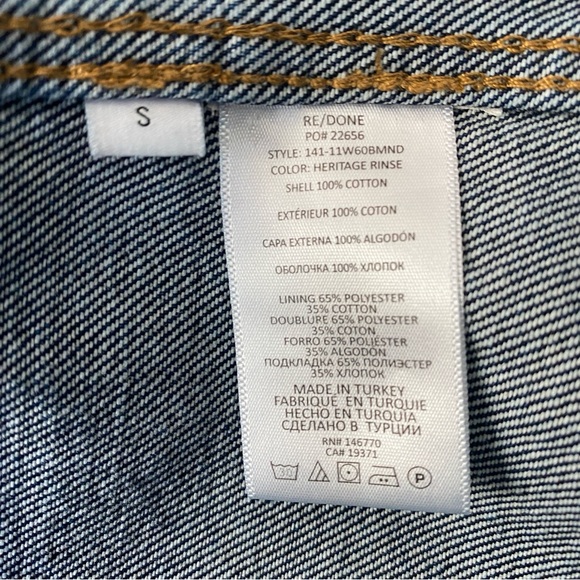 S
RE/DONE
PO# 22656
STYLE: 141-11W60BMND
COLOR: HERITAGE RINSE
SHELL 100% COTTON
EXTÉRIEUR 100% COTON
CAPA EXTERNA 100% ALGODÓN
ОБОЛОЧКА 100% ХЛОПОК
LINING 65% POLYESTER
35% COTTON
DOUBLURE 65% POLYESTER
35% COTON
FORRO 65% POLIÉSTER
35% ALGODÓN
ПОДКЛАДКА 65% ПОЛИЭСТЕР
35% ХЛОПОК
MADE IN TURKEY
FABRIQUÉ EN TURQUIE
HECHO EN TURQUÍA
СДЕЛАНО В ТУРЦИИ
RN# 146770
CA# 19371
30
P